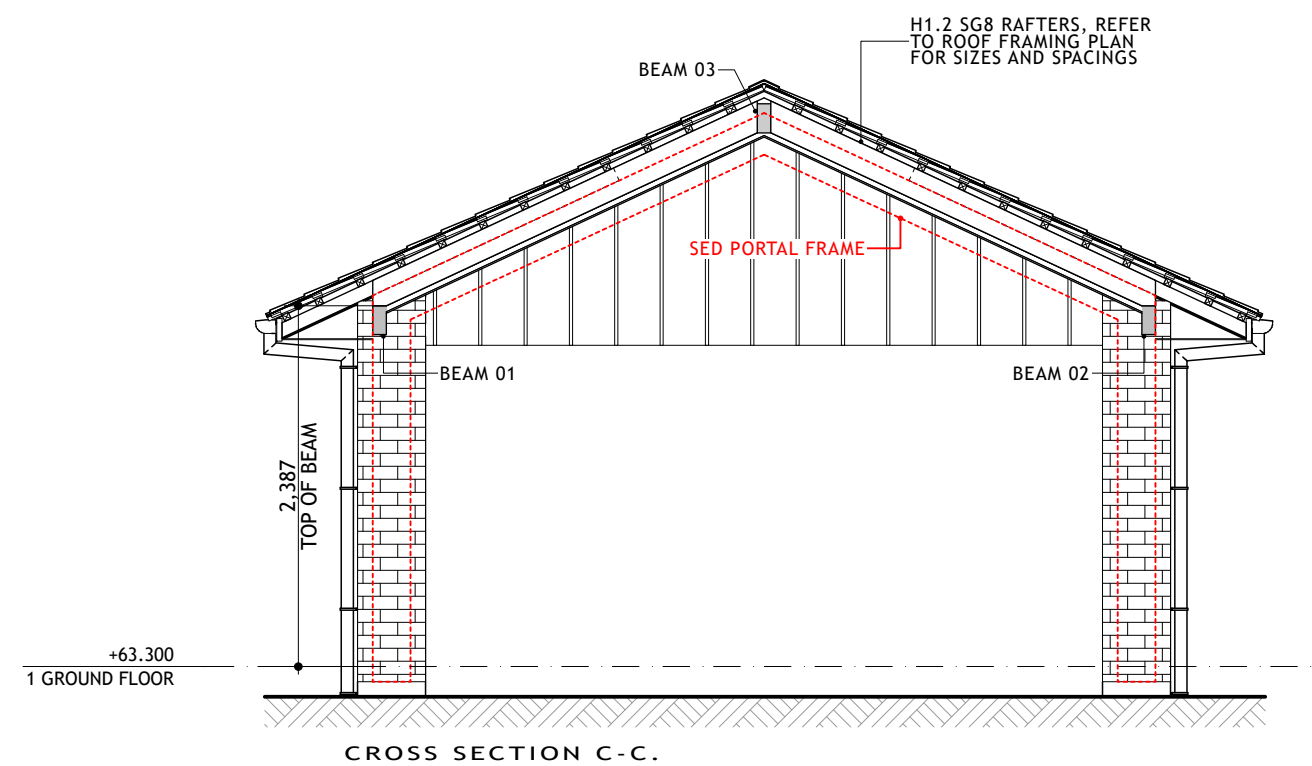 H1.2 SG8 RAFTERS, REFER
TO ROOF FRAMING PLAN
FOR SIZES AND SPACINGS
BEAM 03
SED PORTAL FRAME
BEAM 01
BEAM 02
2,387
TOP OF BEAM
+63.300
1 GROUND FLOOR
CROSS SECTION C-C.